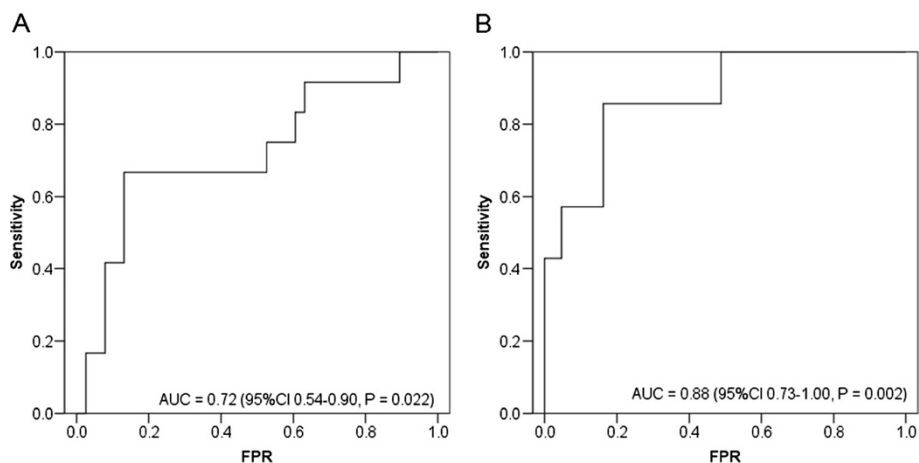 A
1.0
0.8
0.6
0.4
0.2
0.0
Sensitivity
0.0 0.2 0.4 0.6 0.8 1.0
FPR
AUC = 0.72 (95%CI 0.54-0.90, P = 0.022)
B
1.0
0.8
0.6
0.4
0.2
0.0
Sensitivity
0.0 0.2 0.4 0.6 0.8 1.0
FPR
AUC = 0.88 (95%CI 0.73-1.00, P = 0.002)